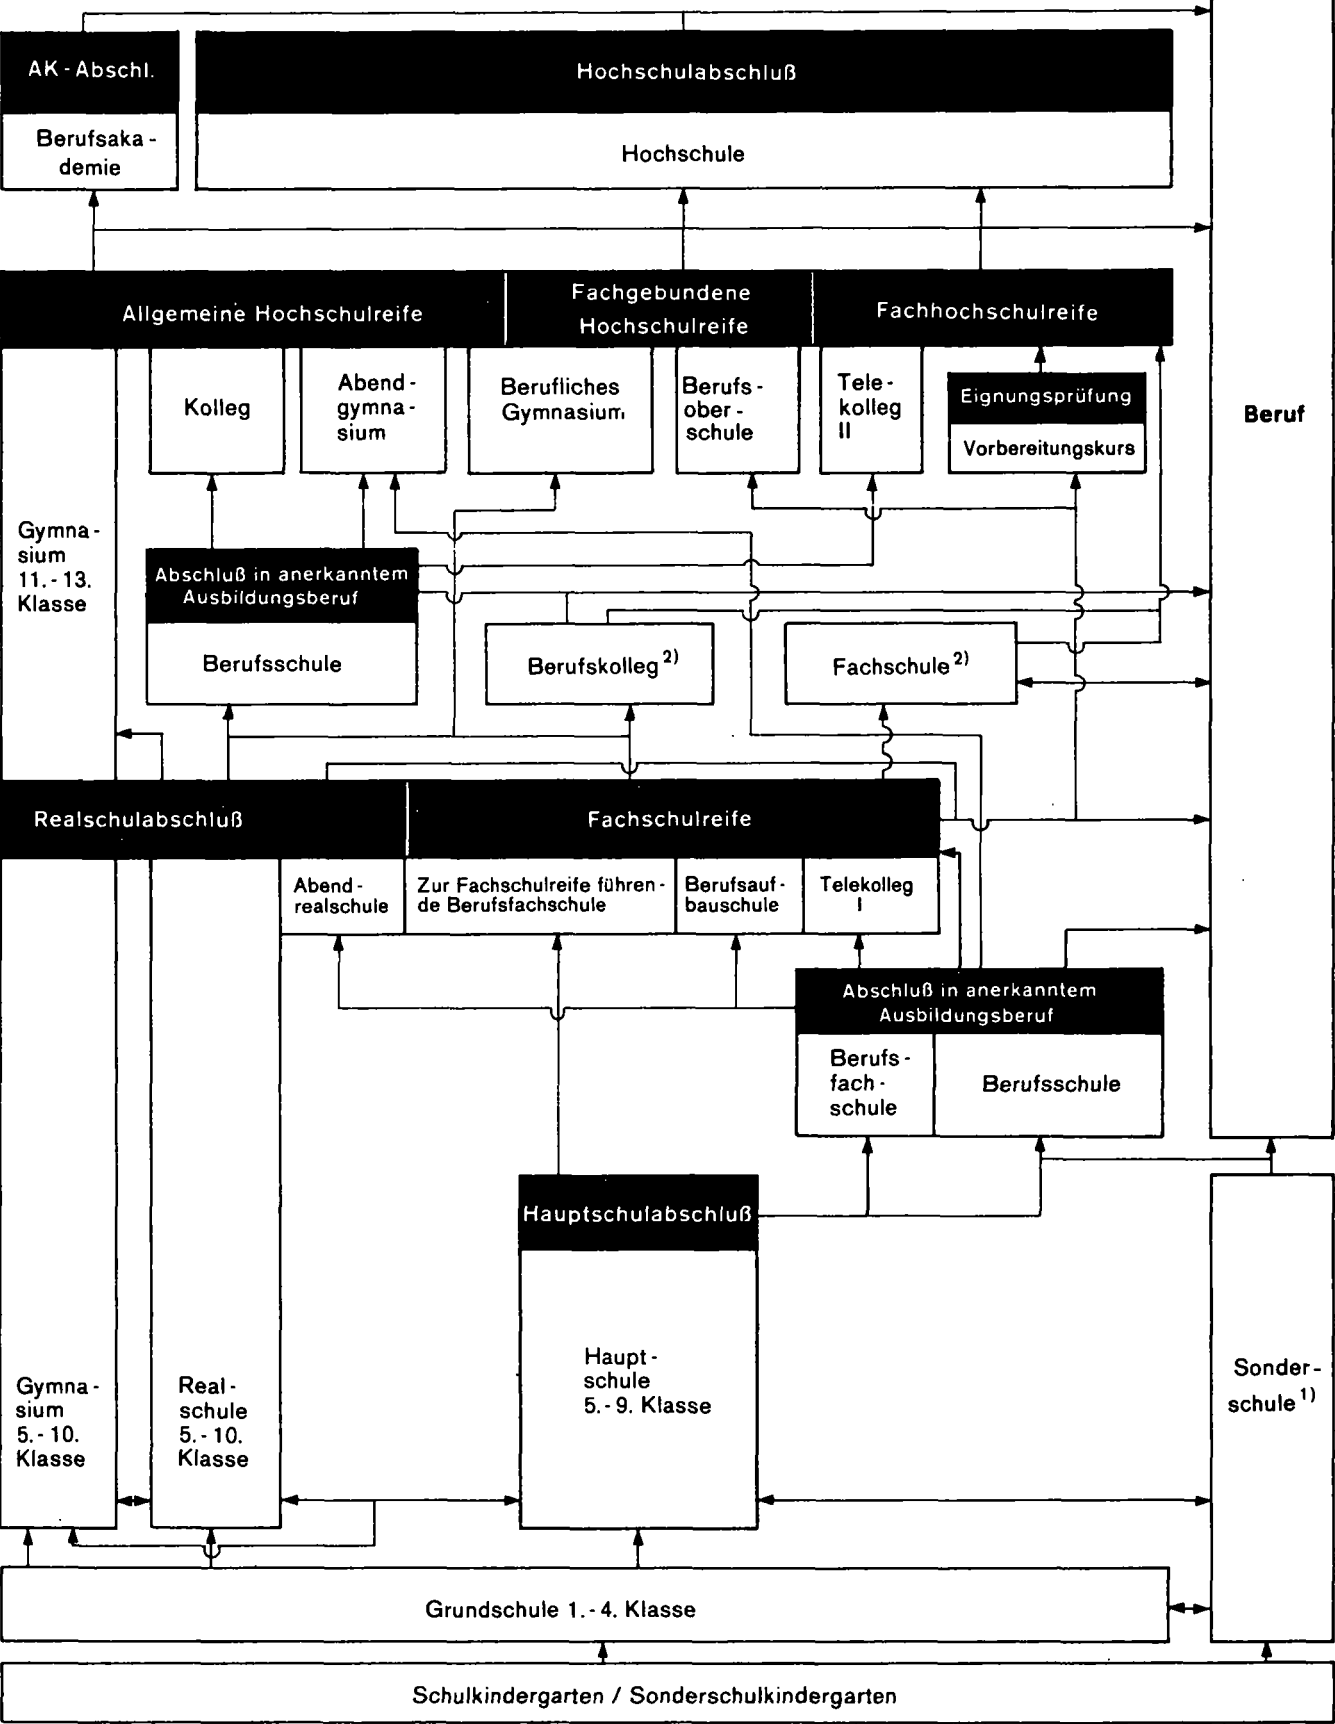 AK-Abschl.
Hochschulabschluß
Berufsaka-
demie
Hochschule
Allgemeine Hochschulreife
Fachgebundene
Hochschulreife
Fachhochschulreife
Kolleg
Abend-
gymna-
sium
Berufliches
Gymnasium
Berufs-
ober-
schule
Tele-
kolleg
II
Eignungsprüfung
Vorbereitungskurs
Beruf
Gymna-
sium
11.-13.
Klasse
Abschluß in anerkanntem
Ausbildungsberuf
Berufsschule
Berufskolleg 2)
Fachschule 2)
Realschulabschluß
Fachschulreife
Abend-
realschule
Zur Fachschulreife führen-
de Berufsfachschule
Berufsauf-
bauschule
Telekolleg
I
Abschluß in anerkanntem
Ausbildungsberuf
Berufs-
fach-
schule
Berufsschule
Hauptschulabschluß
Haupt-
schule
5.-9. Klasse
Gymna-
sium
5.-10.
Klasse
Real-
schule
5.-10.
Klasse
Sonder-
schule 1)
Grundschule 1.-4. Klasse
Schulkindergarten / Sonderschulkindergarten